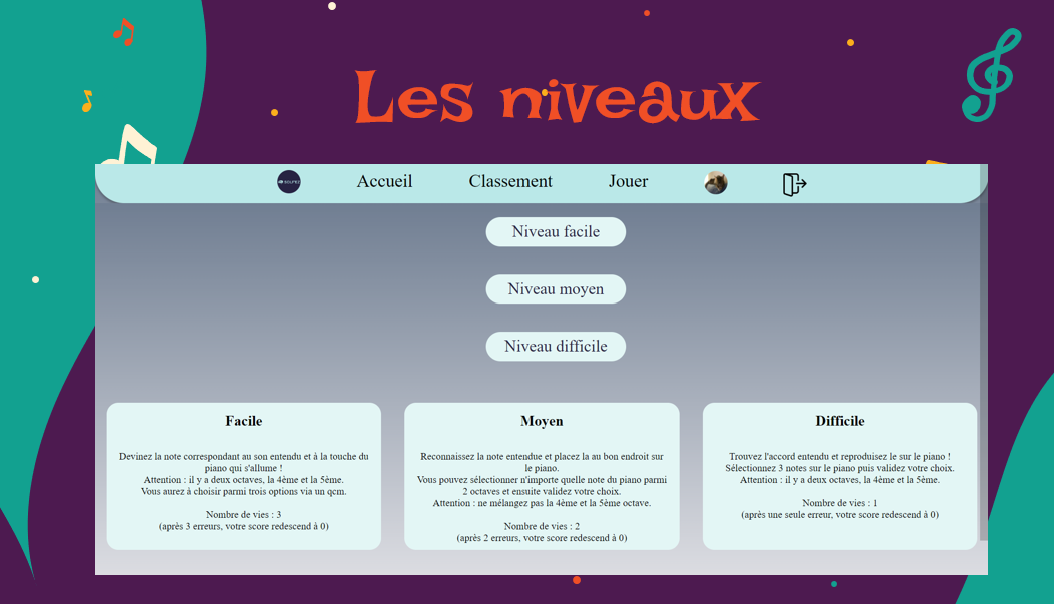 Les niveaux
Accueil
Classement
Jouer
Niveau facile
Niveau moyen
Niveau difficile
Facile
Devinez la note correspondant au son entendu et à la touche du
piano qui s'allume !
Attention : il y a deux octaves, la 4ème et la 5ème.
Vous aurez à choisir parmi trois options via un qcm.
Nombre de vies : 3
(après 3 erreurs, votre score redescend à 0)
Moyen
Reconnaissez la note entendue et placez la au bon endroit sur
le piano.
Vous pouvez sélectionner n'importe quelle note du piano parmi
2 octaves et ensuite validez votre choix.
Attention : ne mélangez pas la 4ème et la 5ème octave.
Nombre de vies : 2
(après 2 erreurs, votre score redescend à 0)
Difficile
Trouvez l'accord entendu et reproduisez le sur le piano !
Sélectionnez 3 notes sur le piano puis validez votre choix.
Attention : il y a deux octaves, la 4ème et la 5ème.
Nombre de vies : 1
(après une seule erreur, votre score redescend à 0)